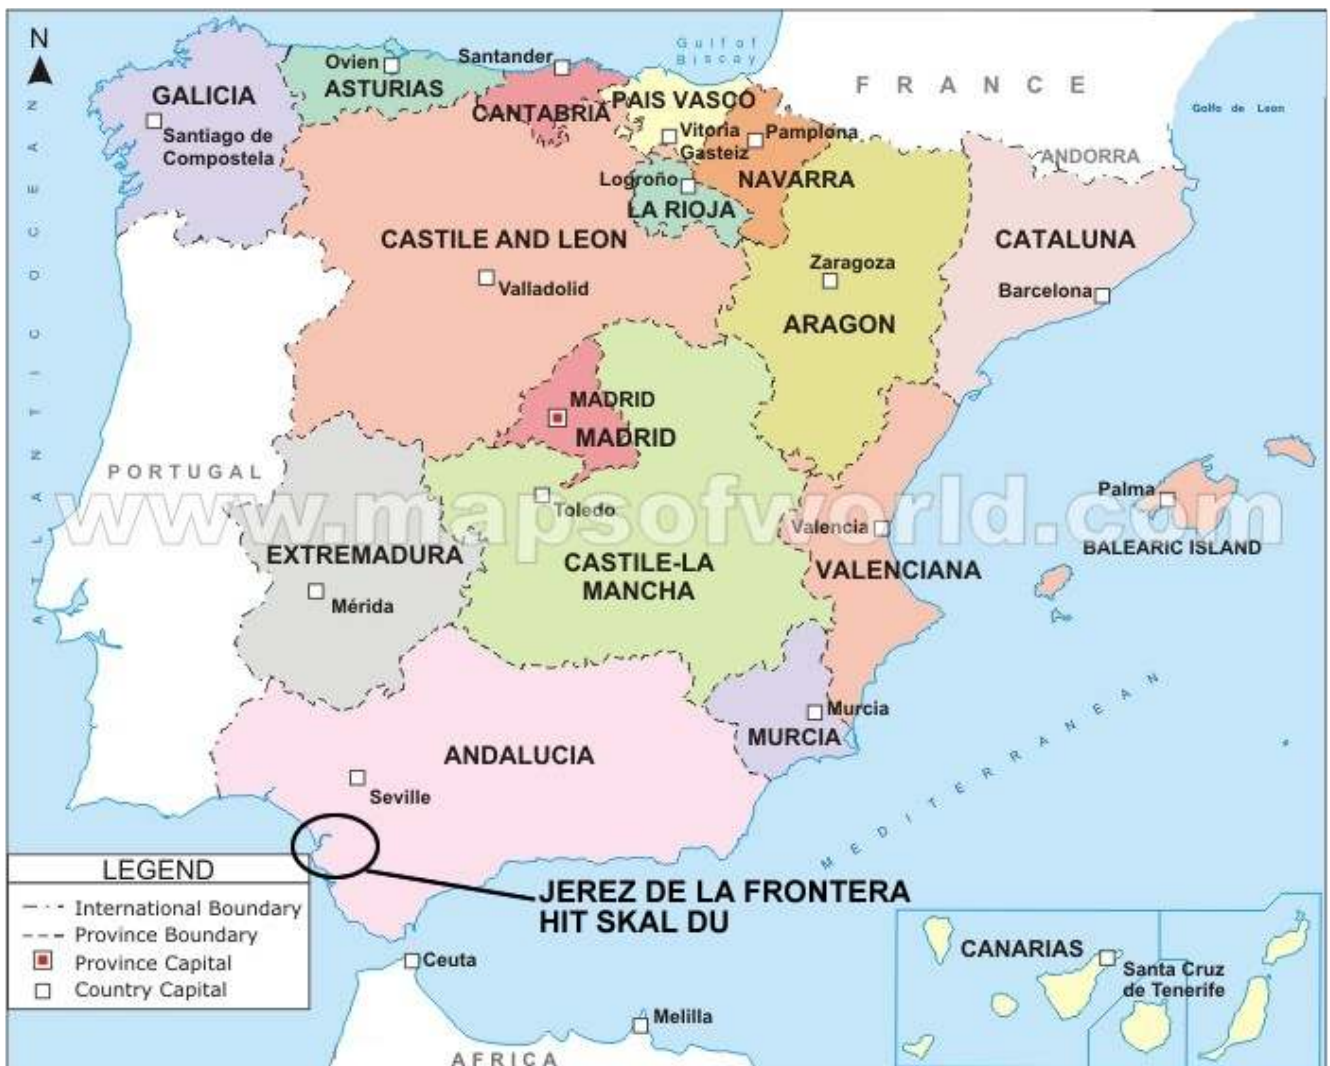 N
Gulf of
Biscay
FRANCE
Golfo de Leon
Ovien
ASTURIAS
Santander
CANTABRIA
PAIS VASCO
GALICIA
Santiago de
Compostela
Vitoria
Gasteiz
Pamplona
NAVARRA
ANDORRA
Logroño
LA RIOJA
CASTILE AND LEON
Valladolid
CATALUNA
Barcelona
Zaragoza
ARAGON
ATLANTIC OCEAN
MADRID
MADRID
PORTUGAL
www.mapsofworld.com
Toledo
Valencia
Palma
BALEARIC ISLAND
EXTREMADURA
Mérida
CASTILE-LA
MANCHA
VALENCIANA
Murcia
MURCIA
MEDITERRANEAN
ANDALUCIA
Seville
JEREZ DE LA FRONTERA
HIT SKAL DU
LEGEND
International Boundary
Province Boundary
Province Capital
Country Capital
Ceuta
Melilla
AFRICA
CANARIAS
Santa Cruz
de Tenerife